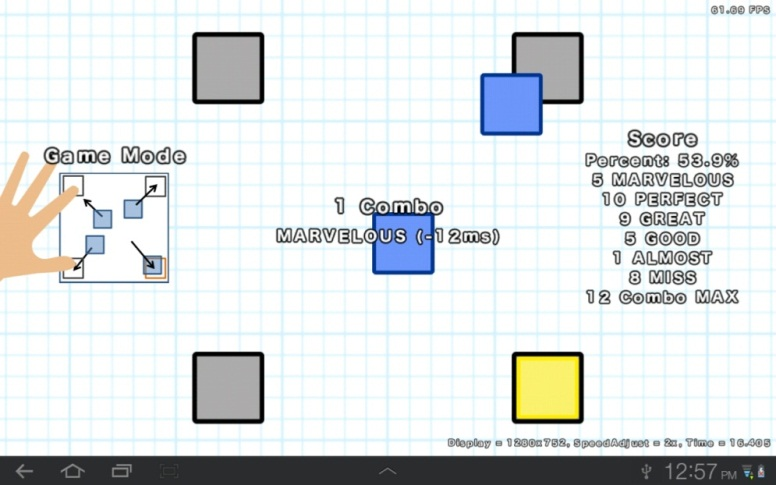 61.69 FPS
Game Mode
Score
Percent: 53.9%
5 MARVELOUS
10 PERFECT
9 GREAT
5 GOOD
1 ALMOST
8 MISS
12 Combo MAX
1 Combo
MARVELOUS (-12ms)
Display = 1280x752, SpeedAdjust = 2x, Time = 16.405
12:57 PM